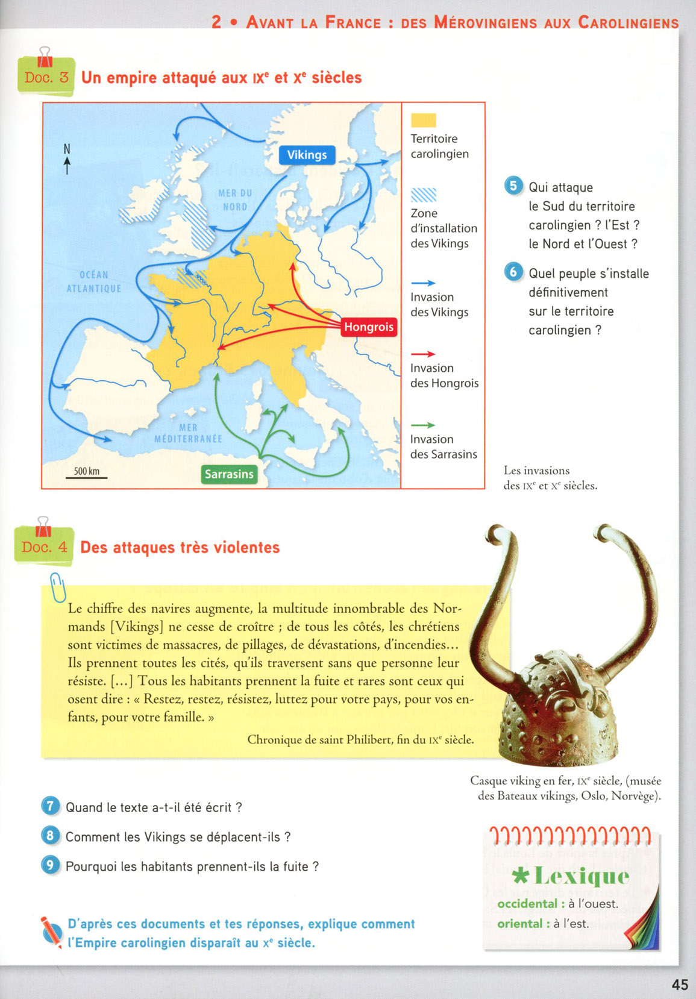 2 • AVANT LA FRANCE : DES MÉROVINGIENS AUX CAROLINGIENS
Doc. 3
Un empire attaqué aux IXe et Xe siècles
N
Vikings
MER DU
NORD
OCÉAN
ATLANTIQUE
Hongrois
MER
MÉDITERRANÉE
500 km
Sarrasins
Territoire
carolingien
Zone
d'installation
des Vikings
Invasion
des Vikings
Invasion
des Hongrois
Invasion
des Sarrasins
5 Qui attaque
le Sud du territoire
carolingien ? l'Est ?
le Nord et l'Ouest ?
6 Quel peuple s'installe
définitivement
sur le territoire
carolingien ?
Les invasions
des IXe et Xe siècles.
Doc. 4
Des attaques très violentes
Le chiffre des navires augmente, la multitude innombrable des Nor-
mands [Vikings] ne cesse de croître ; de tous les côtés, les chrétiens
sont victimes de massacres, de pillages, de dévastations, d'incendies...
Ils prennent toutes les cités, qu'ils traversent sans que personne leur
résiste. [...] Tous les habitants prennent la fuite et rares sont ceux qui
osent dire : « Restez, restez, résistez, luttez pour votre pays, pour vos en-
fants, pour votre famille. »
Chronique de saint Philibert, fin du IXe siècle.
Casque viking en fer, IXe siècle, (musée
des Bateaux vikings, Oslo, Norvège).
7 Quand le texte a-t-il été écrit ?
8 Comment les Vikings se déplacent-ils ?
9 Pourquoi les habitants prennent-ils la fuite ?
D'après ces documents et tes réponses, explique comment
l'Empire carolingien disparaît au Xe siècle.
* Lexique
occidental : à l'ouest.
oriental : à l'est.
45